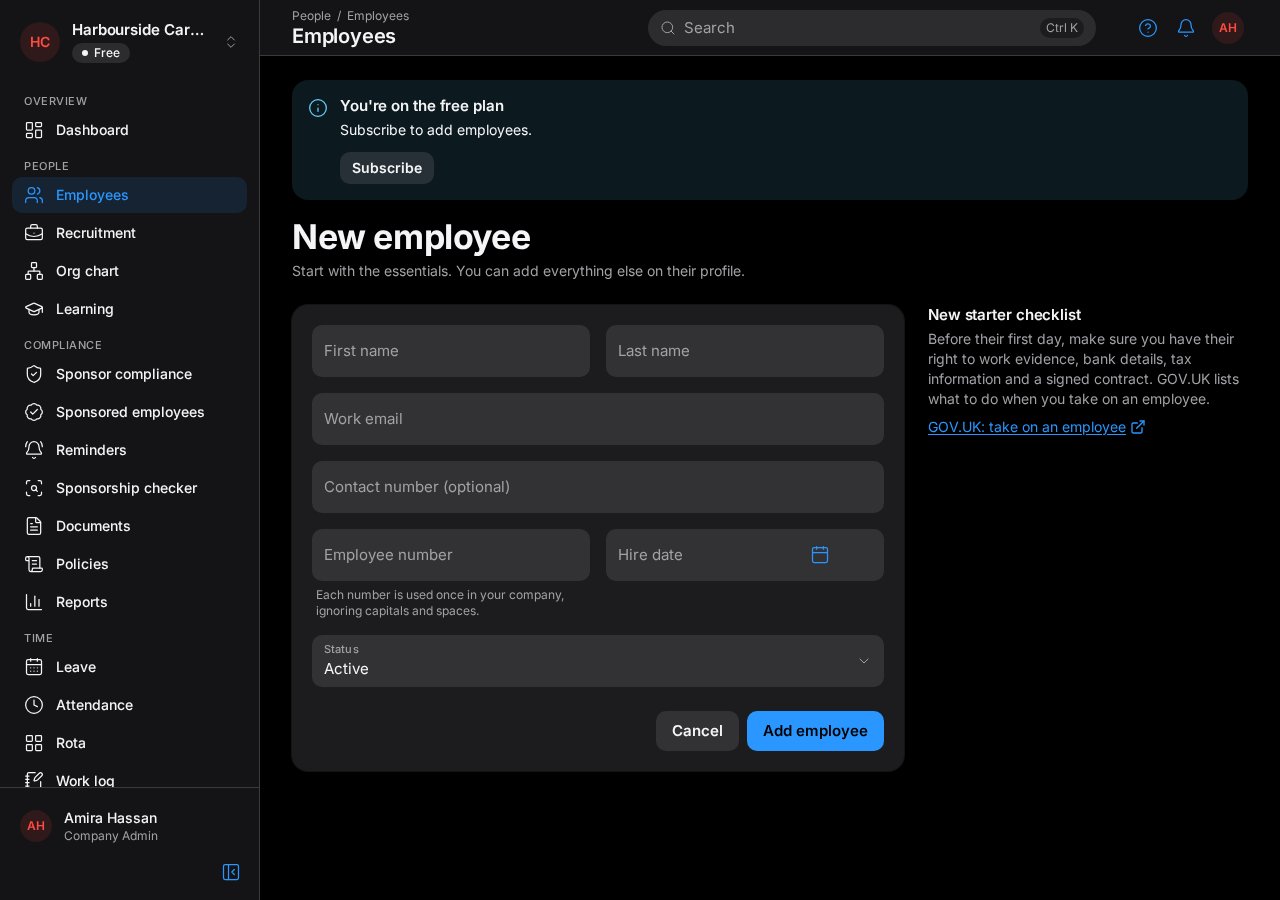 HC
Harbourside Car...
Free
OVERVIEW
Dashboard
PEOPLE
Employees
Recruitment
Org chart
Learning
COMPLIANCE
Sponsor compliance
Sponsored employees
Reminders
Sponsorship checker
Documents
Policies
Reports
TIME
Leave
Attendance
Rota
Work log
AH
Amira Hassan
Company Admin
People / Employees
Employees
Search
Ctrl K
AH
You're on the free plan
Subscribe to add employees.
Subscribe
New employee
Start with the essentials. You can add everything else on their profile.
First name
Last name
Work email
Contact number (optional)
Employee number
Hire date
Each number is used once in your company,
ignoring capitals and spaces.
Status
Active
Cancel
Add employee
New starter checklist
Before their first day, make sure you have their
right to work evidence, bank details, tax
information and a signed contract. GOV.UK lists
what to do when you take on an employee.
GOV.UK: take on an employee